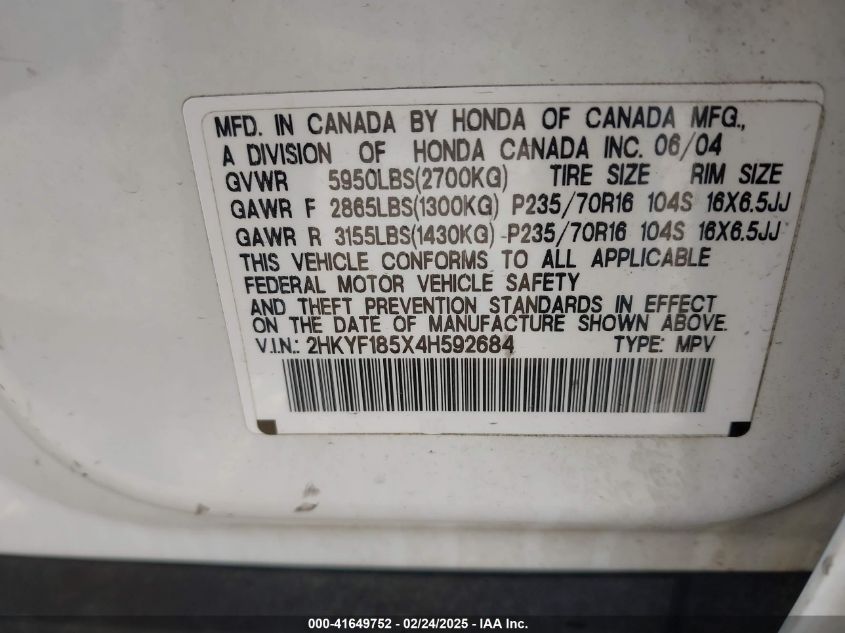 MFD. IN CANADA BY HONDA OF CANADA MFG.,
A DIVISION OF HONDA CANADA INC. 06/04
GVWR 5950LBS(2700KG) TIRE SIZE RIM SIZE
GAWR F 2865LBS(1300KG) P235/70R16 104S 16X6.5JJ
GAWR R 3155LBS(1430KG) P235/70R16 104S 16X6.5JJ
THIS VEHICLE CONFORMS TO ALL APPLICABLE
FEDERAL MOTOR VEHICLE SAFETY
AND THEFT PREVENTION STANDARDS IN EFFECT
ON THE DATE OF MANUFACTURE SHOWN ABOVE.
V.I.N.: 2HKYF185X4H592684 TYPE: MPV
000-41649752 - 02/24/2025 - IAA Inc.